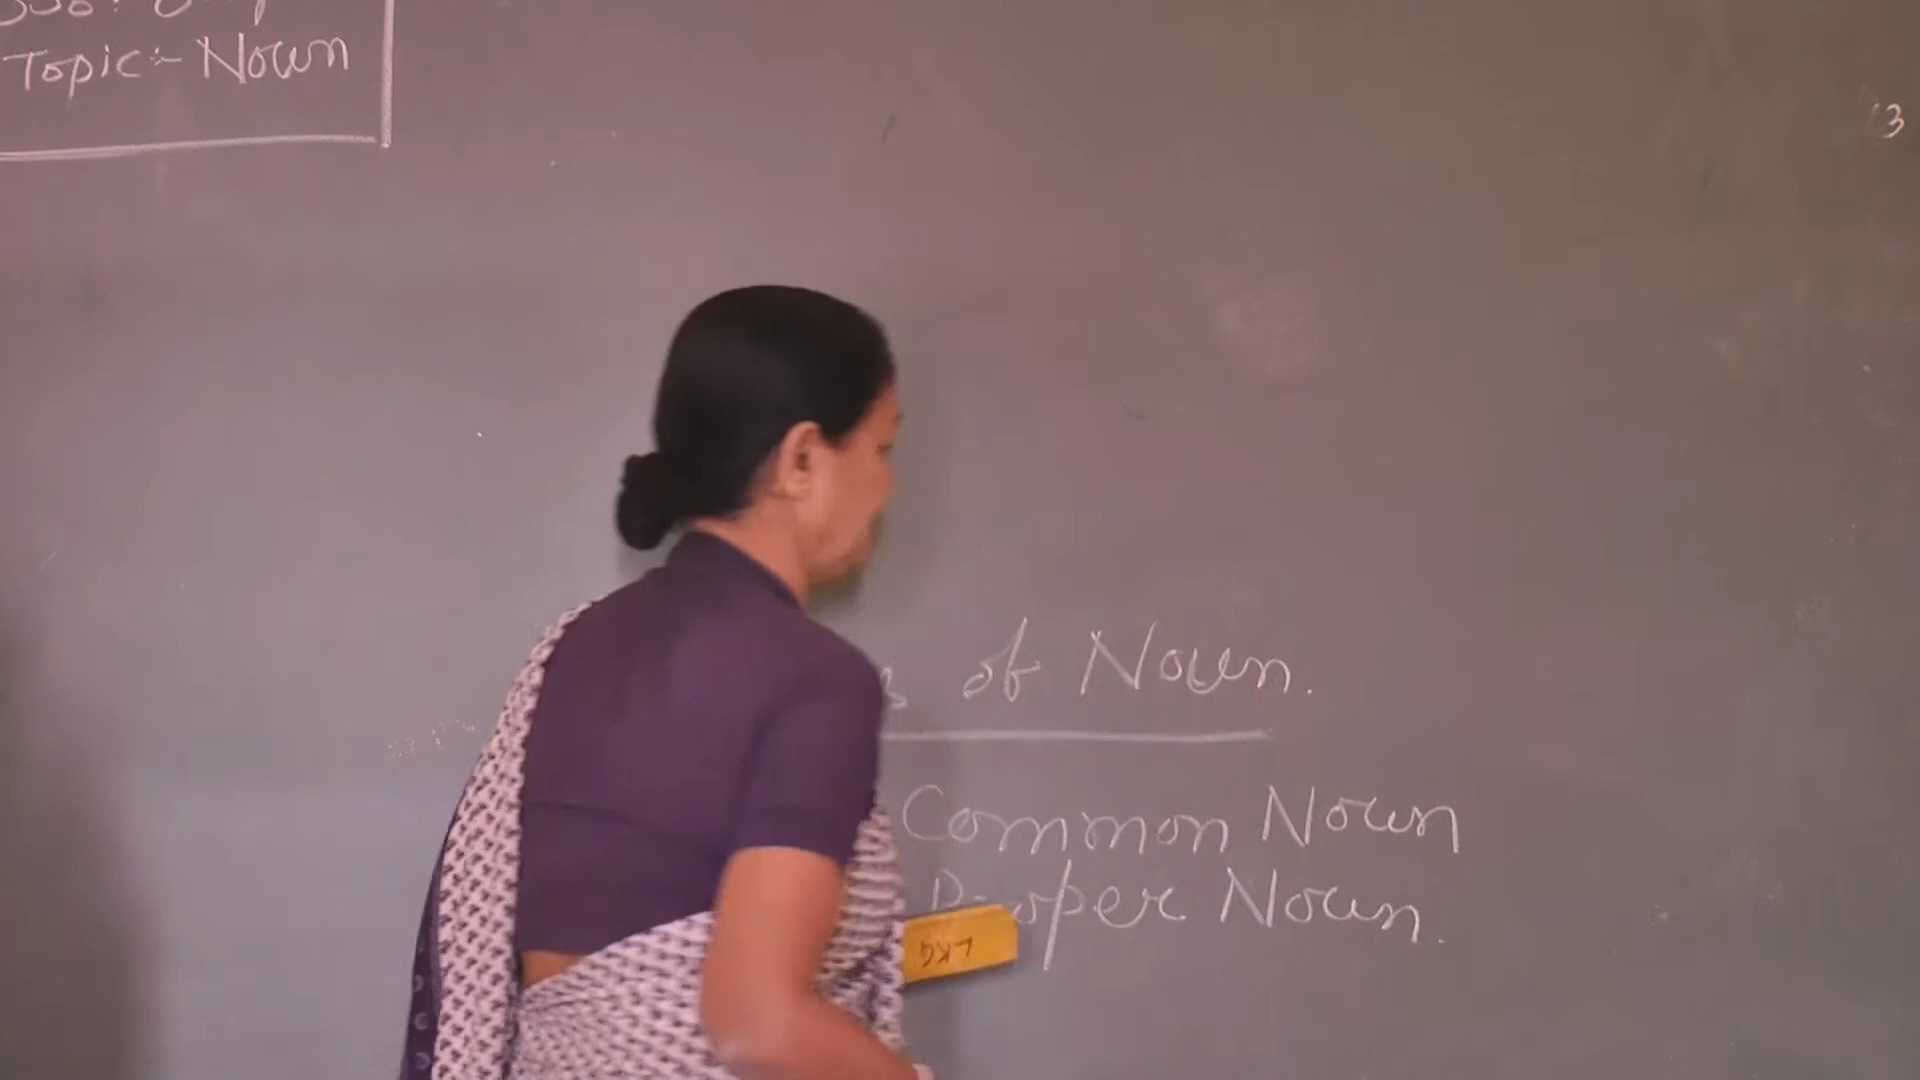 Topic:- Noun
of Noun.
Common Noun
Proper Noun.
LKG